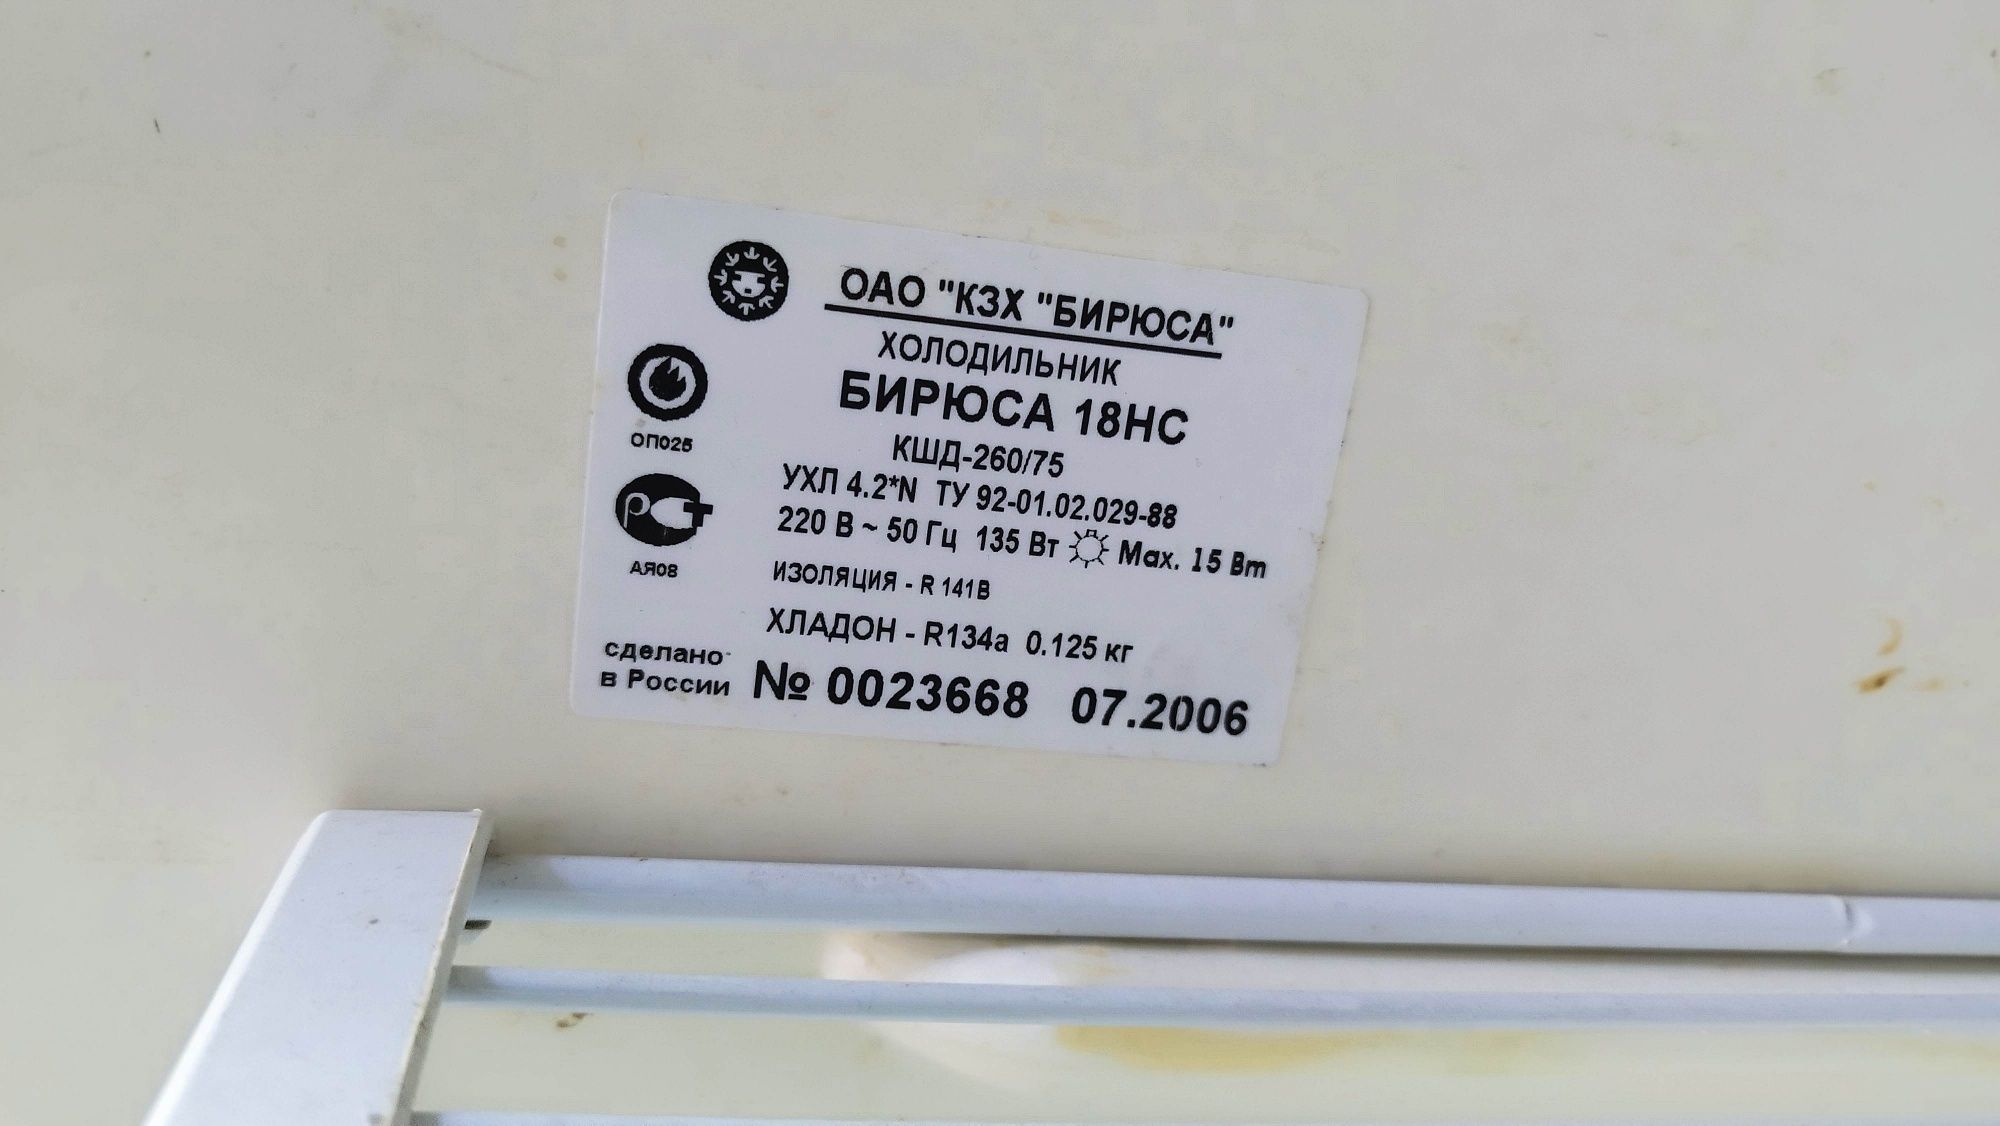 ОАО "КЗХ "БИРЮСА"
ХОЛОДИЛЬНИК
БИРЮСА 18НС
КШД-260/75
УХЛ 4.2*N ТУ 92-01.02.029-88
220 В ~ 50 Гц 135 Вт Max. 15 Вт
ИЗОЛЯЦИЯ - R 141B
ХЛАДОН - R134a 0.125 кг
№ 0023668 07.2006
ОП025
РСТ
АЯ08
сделано
в России